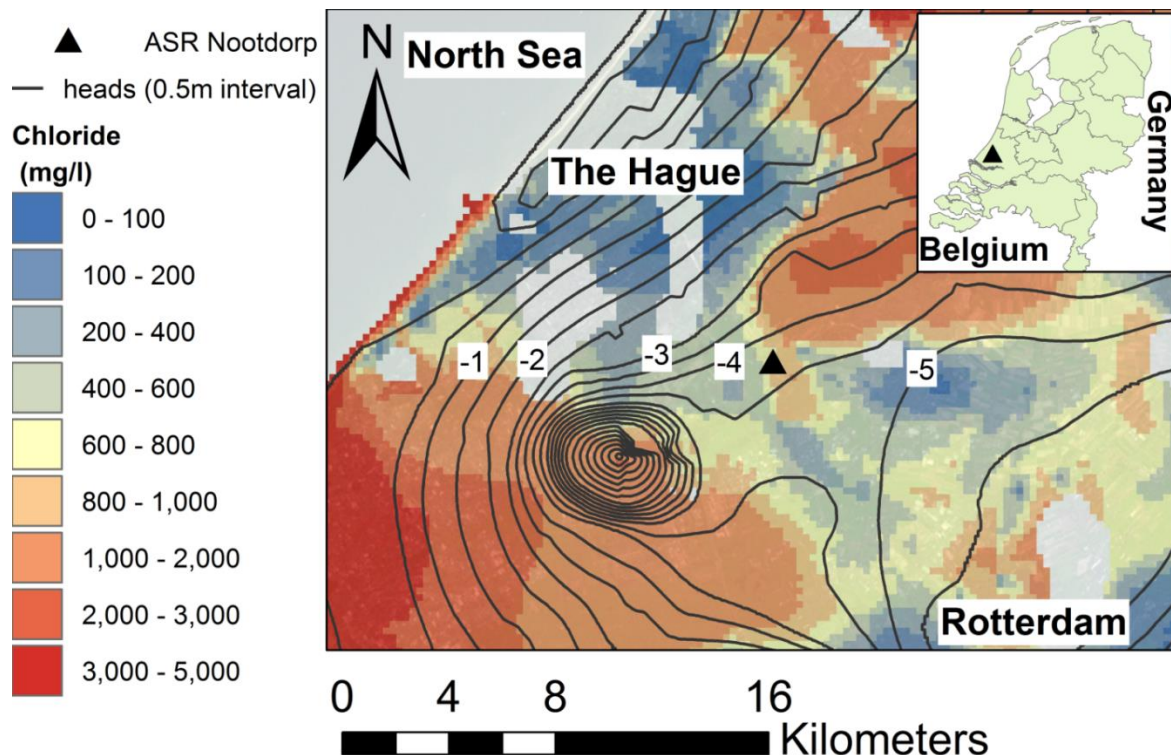 ASR Nootdorp
heads (0.5m interval)
Chloride
(mg/l)
0 - 100
100 - 200
200 - 400
400 - 600
600 - 800
800 - 1,000
1,000 - 2,000
2,000 - 3,000
3,000 - 5,000
N
North Sea
The Hague
-1
-2
-3
-4
-5
Rotterdam
Germany
Belgium
0 4 8 16
Kilometers